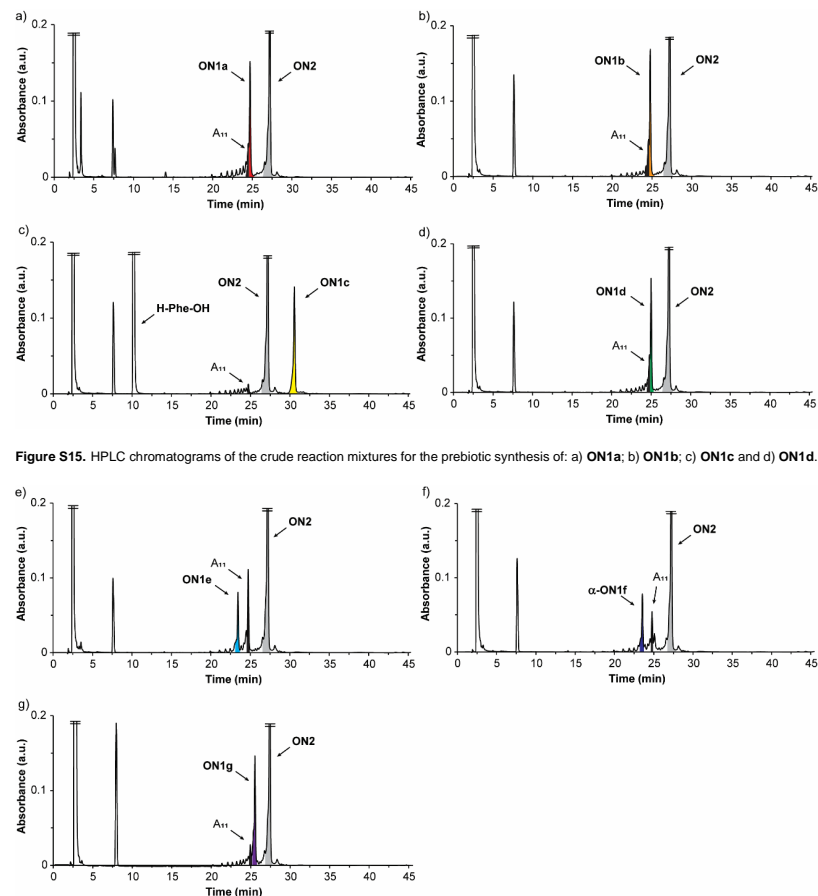 a)
0.2
0.1
0
Absorbance (a.u.)
ON1a
ON2
A₁₁
0 5 10 15 20 25 30 35 40 45
Time (min)
b)
0.2
0.1
0
Absorbance (a.u.)
ON1b
ON2
A₁₁
0 5 10 15 20 25 30 35 40 45
Time (min)
c)
0.2
0.1
0
Absorbance (a.u.)
H-Phe-OH
ON2
ON1c
A₁₁
0 5 10 15 20 25 30 35 40 45
Time (min)
d)
0.2
0.1
0
Absorbance (a.u.)
ON1d
ON2
A₁₁
0 5 10 15 20 25 30 35 40 45
Time (min)
Figure S15. HPLC chromatograms of the crude reaction mixtures for the prebiotic synthesis of: a) ON1a; b) ON1b; c) ON1c and d) ON1d.
e)
0.2
0.1
0
Absorbance (a.u.)
ON1e
A₁₁
ON2
0 5 10 15 20 25 30 35 40 45
Time (min)
f)
0.2
0.1
0
Absorbance (a.u.)
α-ON1f
A₁₁
ON2
0 5 10 15 20 25 30 35 40 45
Time (min)
g)
0.2
0.1
0
Absorbance (a.u.)
ON1g
ON2
A₁₁
0 5 10 15 20 25 30 35 40 45
Time (min)